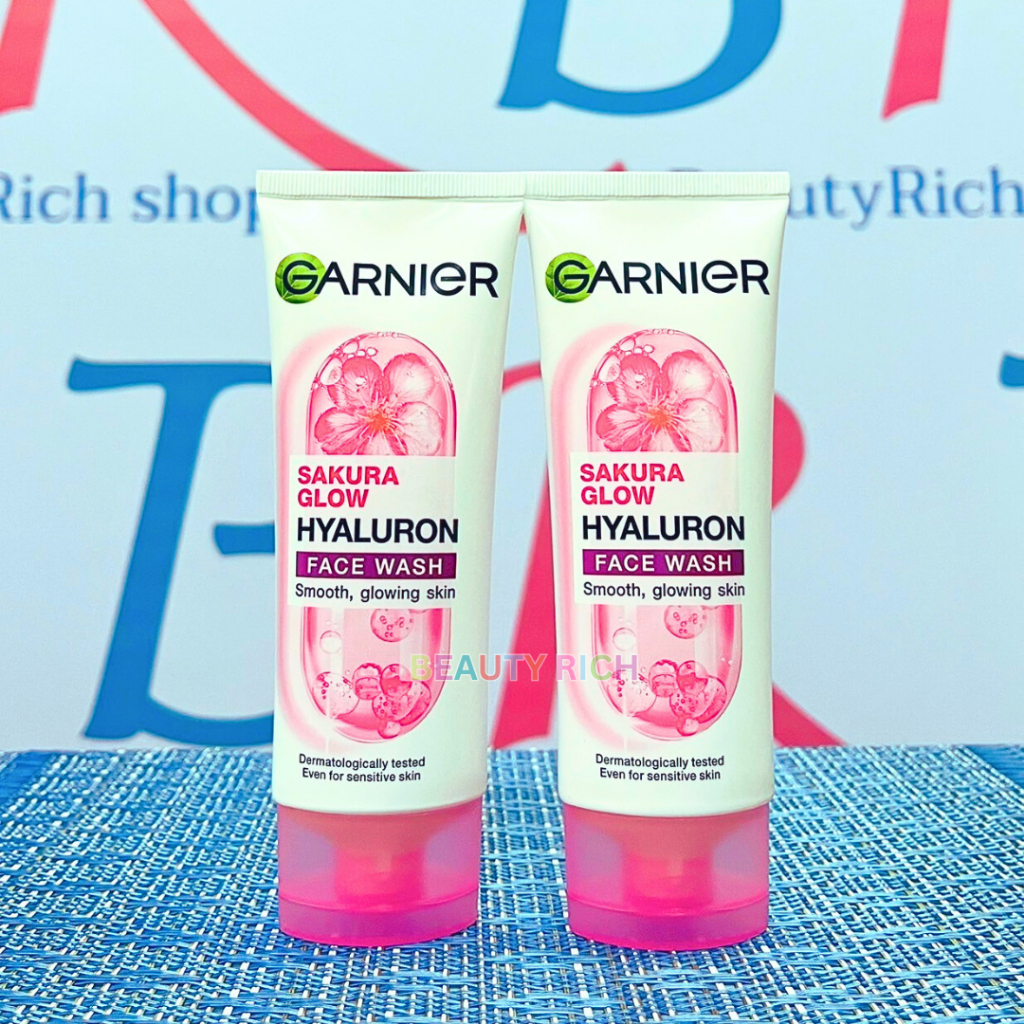 Rich shop
BeautyRich
GARNIER
SAKURA
GLOW
HYALURON
FACE WASH
Smooth, glowing skin
Dermatologically tested
Even for sensitive skin
GARNIER
SAKURA
GLOW
HYALURON
FACE WASH
Smooth, glowing skin
Dermatologically tested
Even for sensitive skin
BEAUTY RICH